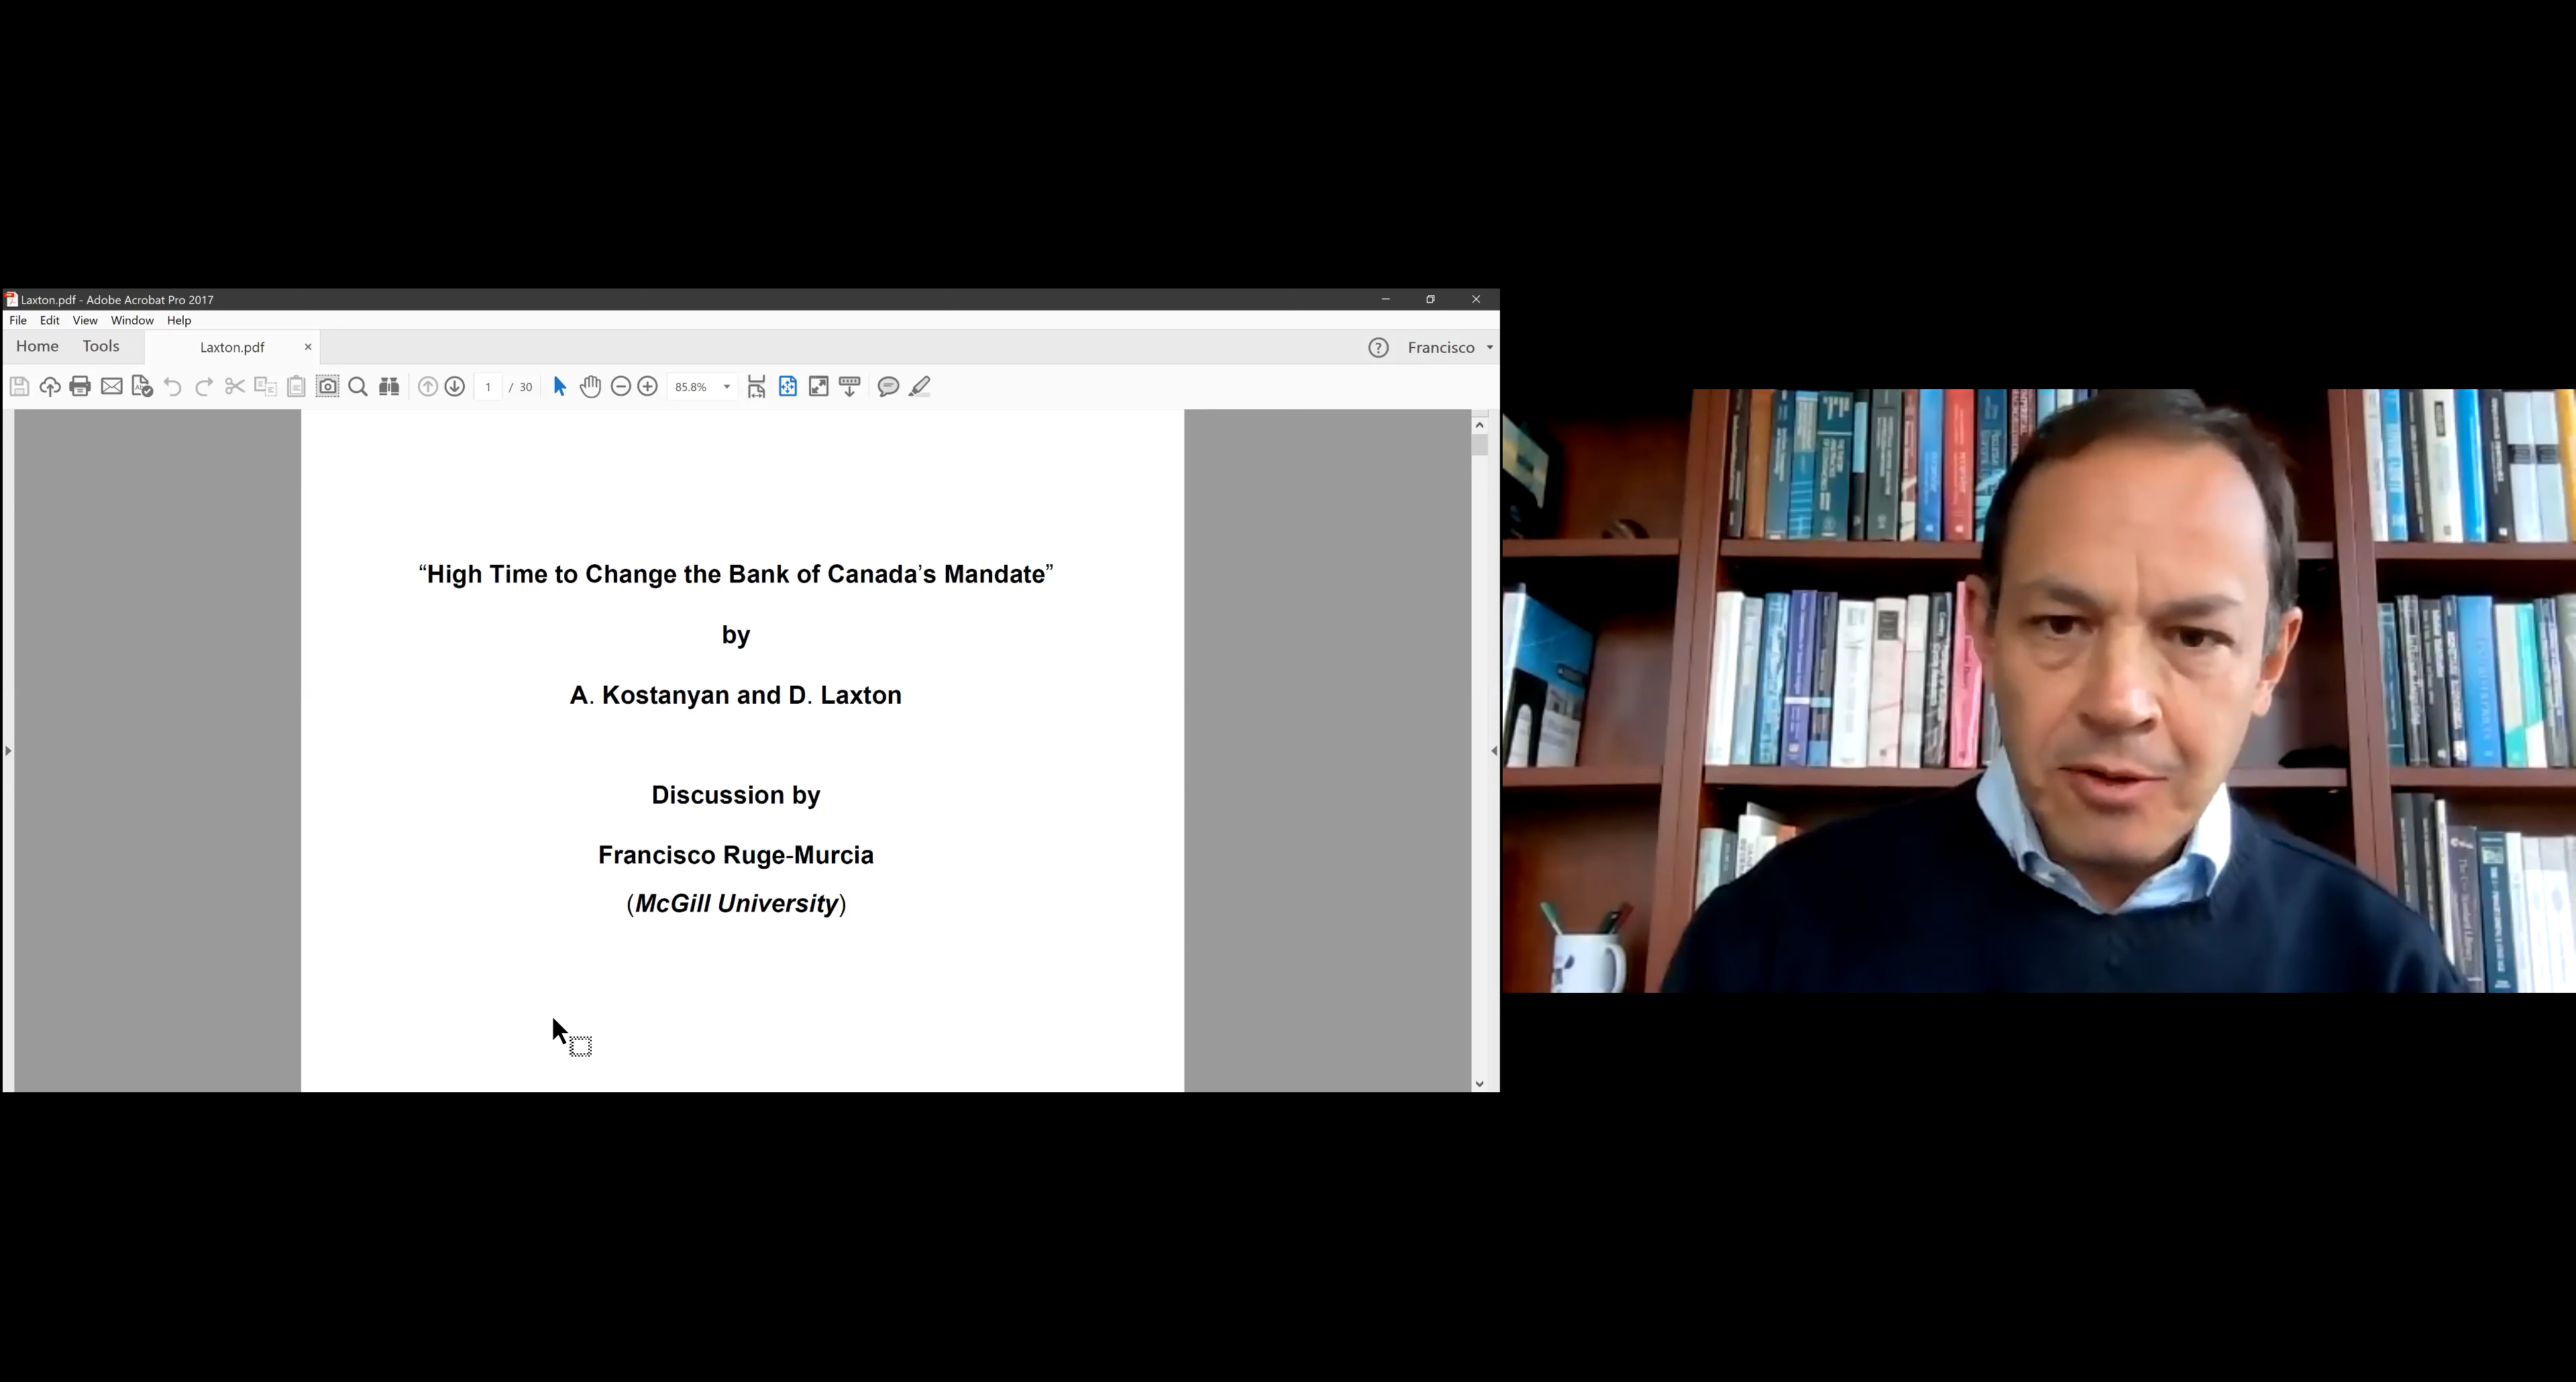 Laxton.pdf - Adobe Acrobat Pro 2017
File Edit View Window Help
Home Tools Laxton.pdf
Francisco
1 / 30
85.8%
“High Time to Change the Bank of Canada’s Mandate”
by
A. Kostanyan and D. Laxton
Discussion by
Francisco Ruge-Murcia
(McGill University)